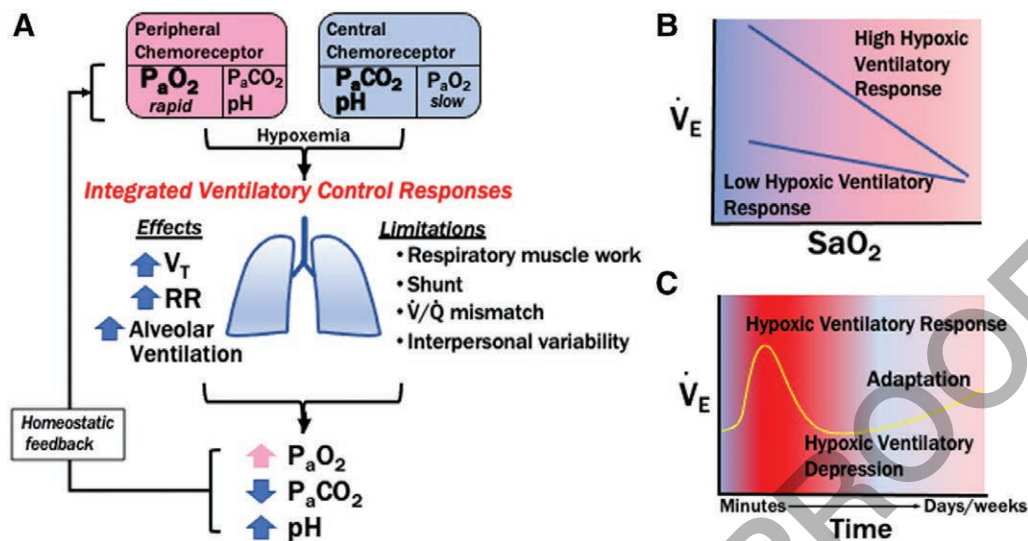 A
Peripheral
Chemoreceptor
PaO2
rapid
PaCO2
pH
Central
Chemoreceptor
PaCO2
pH
PaO2
slow
Hypoxemia
Integrated Ventilatory Control Responses
Effects
VT
RR
Alveolar
Ventilation
Limitations
• Respiratory muscle work
• Shunt
• V̇/Q̇ mismatch
• Interpersonal variability
Homeostatic
feedback
PaO2
PaCO2
pH
B
High Hypoxic
Ventilatory
Response
V̇E
Low Hypoxic Ventilatory
Response
SaO2
C
Hypoxic Ventilatory Response
Adaptation
V̇E
Hypoxic Ventilatory
Depression
Minutes Days/weeks
Time
PROOF